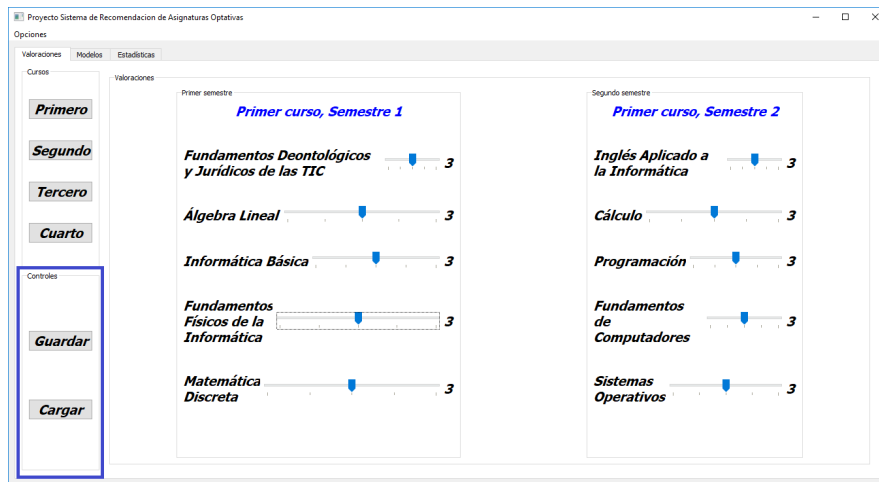 Proyecto Sistema de Recomendacion de Asignaturas Optativas
Opciones
Valoraciones
Modelos
Estadísticas
Cursos
Primero
Segundo
Tercero
Cuarto
Controles
Guardar
Cargar
Valoraciones
Primer semestre
Primer curso, Semestre 1
Fundamentos Deontológicos
y Jurídicos de las TIC
3
Álgebra Lineal
3
Informática Básica
3
Fundamentos
Físicos de la
Informática
3
Matemática
Discreta
3
Segundo semestre
Primer curso, Semestre 2
Inglés Aplicado a
la Informática
3
Cálculo
3
Programación
3
Fundamentos
de
Computadores
3
Sistemas
Operativos
3